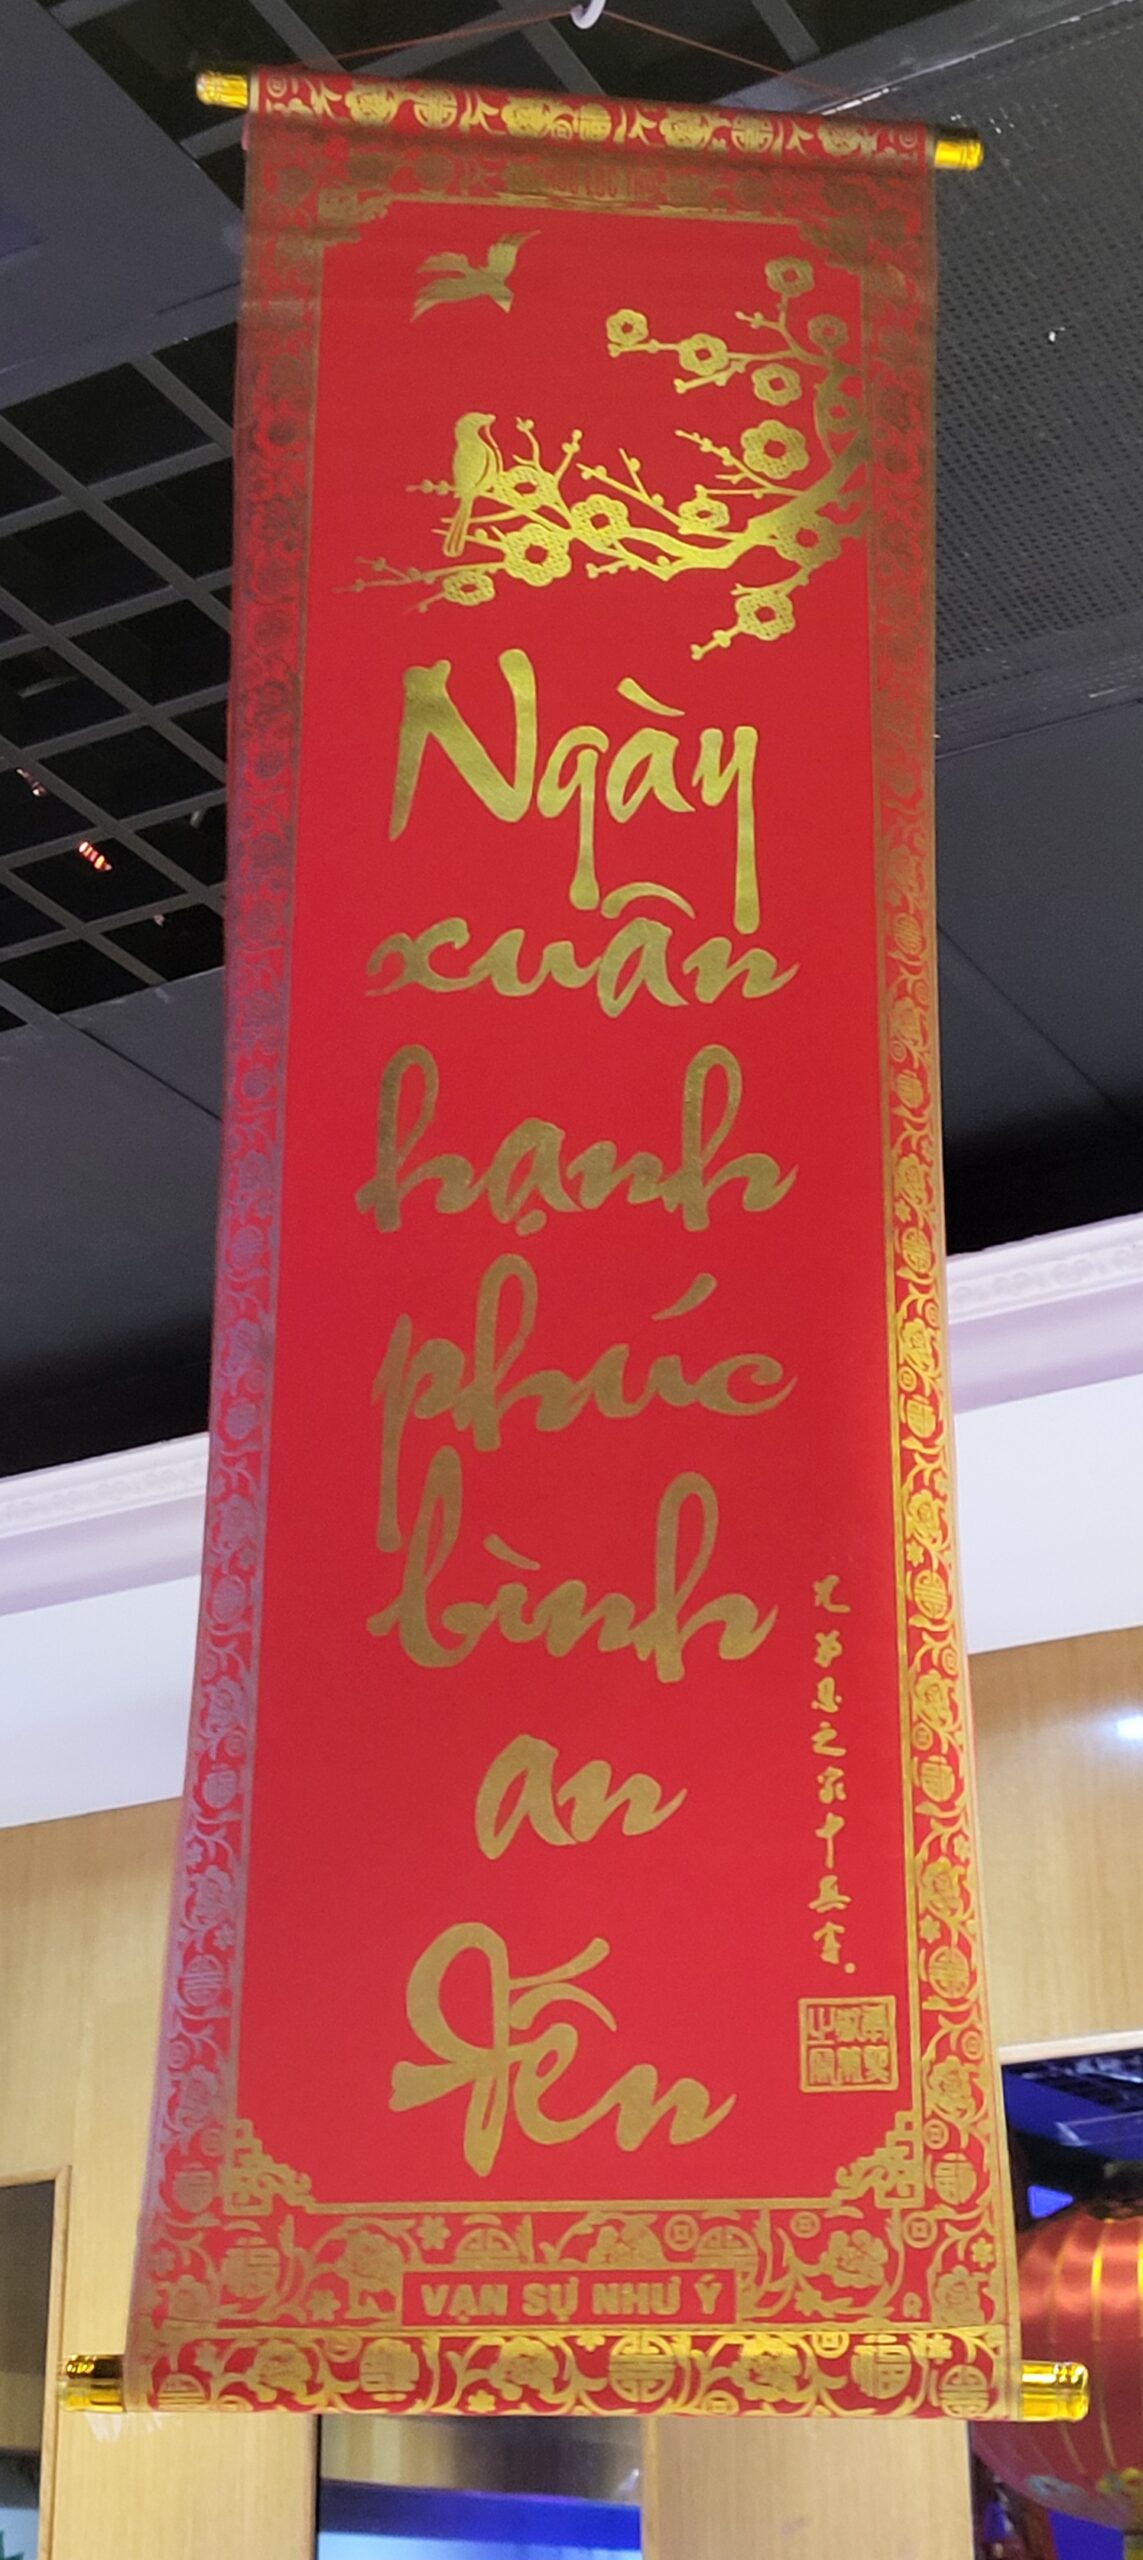 Ngày
xuân
hạnh
phúc
bình
an
đến
VẠN SỰ NHƯ Ý